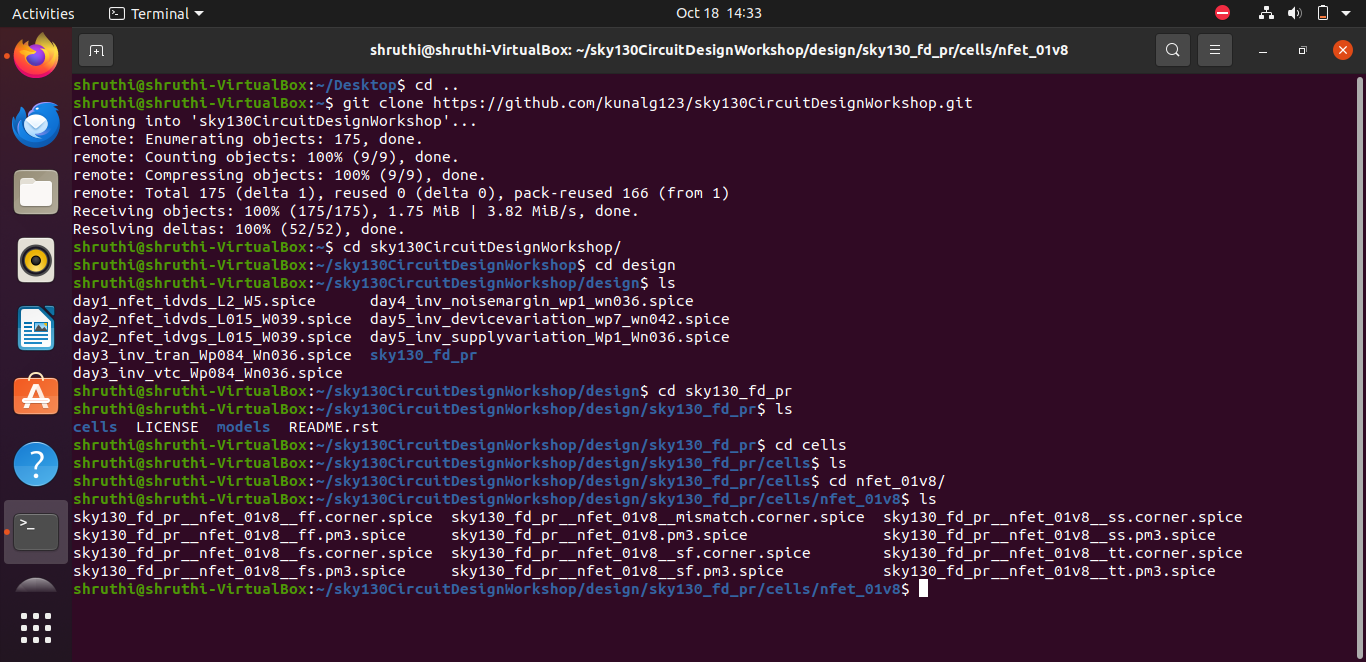 Activities Terminal Oct 18 14:33
shruthi@shruthi-VirtualBox: ~/sky130CircuitDesignWorkshop/design/sky130_fd_pr/cells/nfet_01v8
shruthi@shruthi-VirtualBox:~/Desktop$ cd ..
shruthi@shruthi-VirtualBox:~$ git clone https://github.com/kunalg123/sky130CircuitDesignWorkshop.git
Cloning into 'sky130CircuitDesignWorkshop'...
remote: Enumerating objects: 175, done.
remote: Counting objects: 100% (9/9), done.
remote: Compressing objects: 100% (9/9), done.
remote: Total 175 (delta 1), reused 0 (delta 0), pack-reused 166 (from 1)
Receiving objects: 100% (175/175), 1.75 MiB | 3.82 MiB/s, done.
Resolving deltas: 100% (52/52), done.
shruthi@shruthi-VirtualBox:~$ cd sky130CircuitDesignWorkshop/
shruthi@shruthi-VirtualBox:~/sky130CircuitDesignWorkshop$ cd design
shruthi@shruthi-VirtualBox:~/sky130CircuitDesignWorkshop/design$ ls
day1_nfet_idvds_L2_W5.spice day4_inv_noisemargin_wp1_wn036.spice
day2_nfet_idvds_L015_W039.spice day5_inv_devicevariation_wp7_wn042.spice
day2_nfet_idvgs_L015_W039.spice day5_inv_supplyvariation_Wp1_Wn036.spice
day3_inv_tran_Wp084_Wn036.spice sky130_fd_pr
day3_inv_vtc_Wp084_Wn036.spice
shruthi@shruthi-VirtualBox:~/sky130CircuitDesignWorkshop/design$ cd sky130_fd_pr
shruthi@shruthi-VirtualBox:~/sky130CircuitDesignWorkshop/design/sky130_fd_pr$ ls
cells LICENSE models README.rst
shruthi@shruthi-VirtualBox:~/sky130CircuitDesignWorkshop/design/sky130_fd_pr$ cd cells
shruthi@shruthi-VirtualBox:~/sky130CircuitDesignWorkshop/design/sky130_fd_pr/cells$ ls
shruthi@shruthi-VirtualBox:~/sky130CircuitDesignWorkshop/design/sky130_fd_pr/cells$ cd nfet_01v8/
shruthi@shruthi-VirtualBox:~/sky130CircuitDesignWorkshop/design/sky130_fd_pr/cells/nfet_01v8$ ls
sky130_fd_pr__nfet_01v8__ff.corner.spice sky130_fd_pr__nfet_01v8__mismatch.corner.spice sky130_fd_pr__nfet_01v8__ss.corner.spice
sky130_fd_pr__nfet_01v8__ff.pm3.spice sky130_fd_pr__nfet_01v8.pm3.spice sky130_fd_pr__nfet_01v8__ss.pm3.spice
sky130_fd_pr__nfet_01v8__fs.corner.spice sky130_fd_pr__nfet_01v8__sf.corner.spice sky130_fd_pr__nfet_01v8__tt.corner.spice
sky130_fd_pr__nfet_01v8__fs.pm3.spice sky130_fd_pr__nfet_01v8__sf.pm3.spice sky130_fd_pr__nfet_01v8__tt.pm3.spice
shruthi@shruthi-VirtualBox:~/sky130CircuitDesignWorkshop/design/sky130_fd_pr/cells/nfet_01v8$